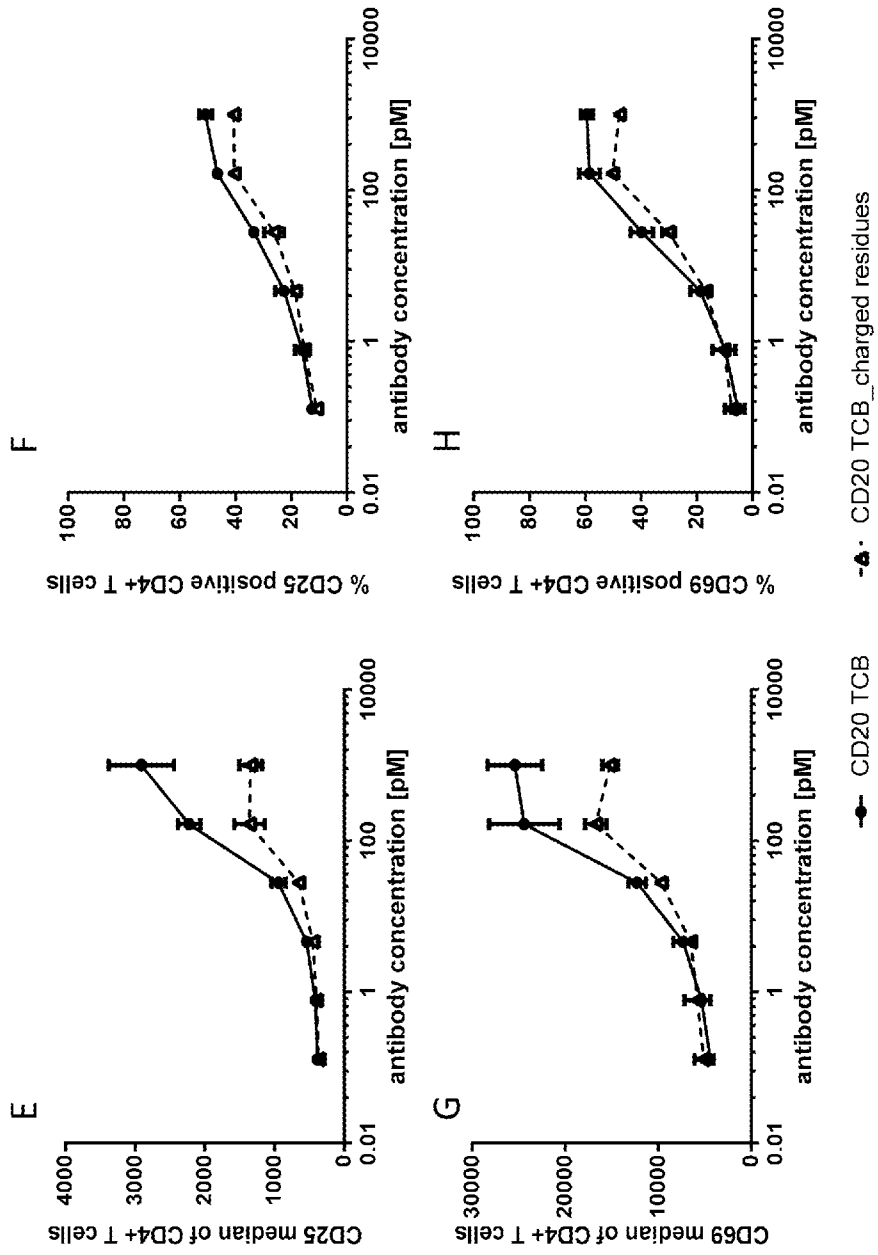 E
CD25 median of CD4+ T cells
4000
3000
2000
1000
0
0.01
1
100
10000
antibody concentration [pM]
F
% CD25 positive CD4+ T cells
100
80
60
40
20
0
0.01
1
100
10000
antibody concentration [pM]
G
CD69 median of CD4+ T cells
30000
20000
10000
0
0.01
1
100
10000
antibody concentration [pM]
H
% CD69 positive CD4+ T cells
100
80
60
40
20
0
0.01
1
100
10000
antibody concentration [pM]
CD20 TCB
CD20 TCB_charged residues